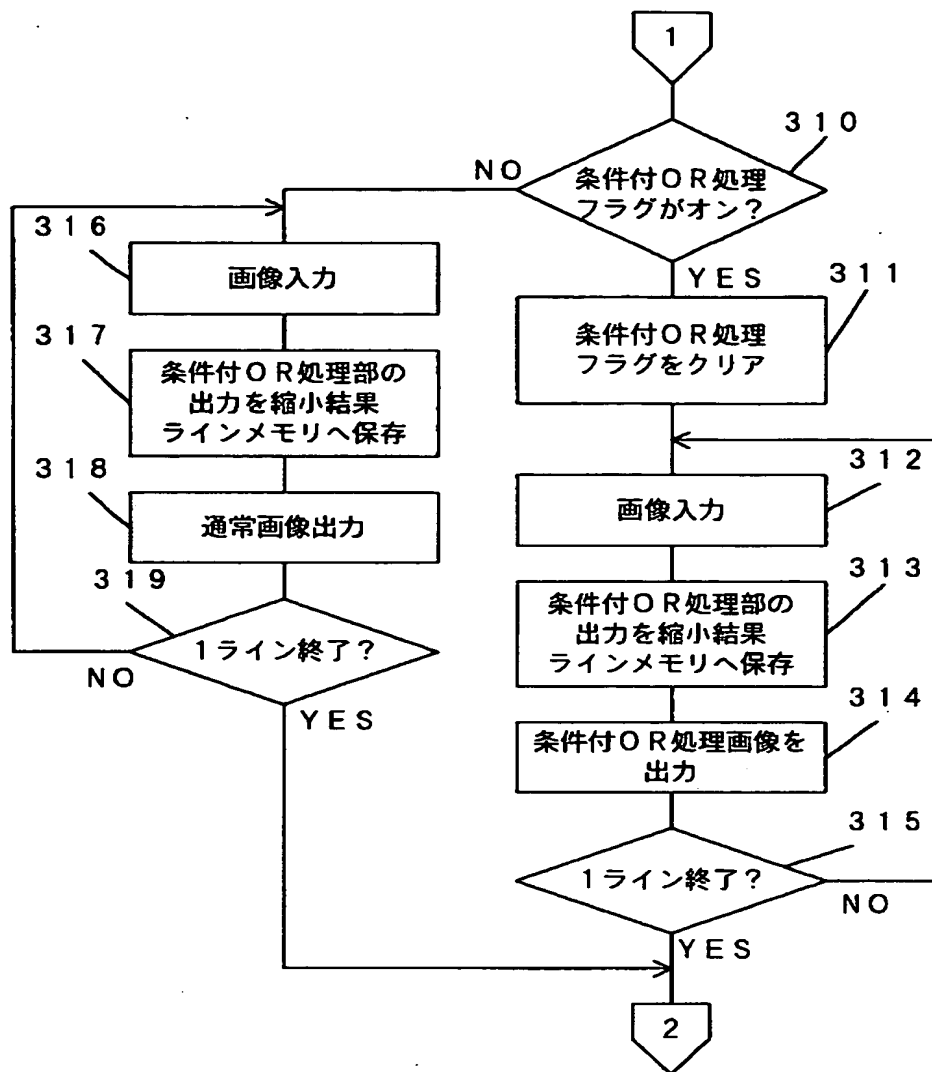 1
310
条件付OR処理
フラグがオン？
NO
YES
311
条件付OR処理
フラグをクリア
312
画像入力
313
条件付OR処理部の
出力を縮小結果
ラインメモリへ保存
314
条件付OR処理画像を
出力
315
1ライン終了？
NO
YES
316
画像入力
317
条件付OR処理部の
出力を縮小結果
ラインメモリへ保存
318
通常画像出力
319
1ライン終了？
NO
YES
2